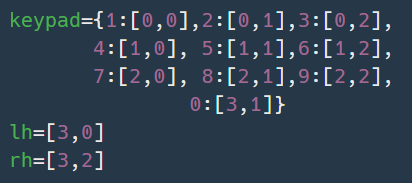 keypad={1:[0,0],2:[0,1],3:[0,2],
4:[1,0], 5:[1,1],6:[1,2],
7:[2,0], 8:[2,1],9:[2,2],
0:[3,1]}
lh=[3,0]
rh=[3,2]